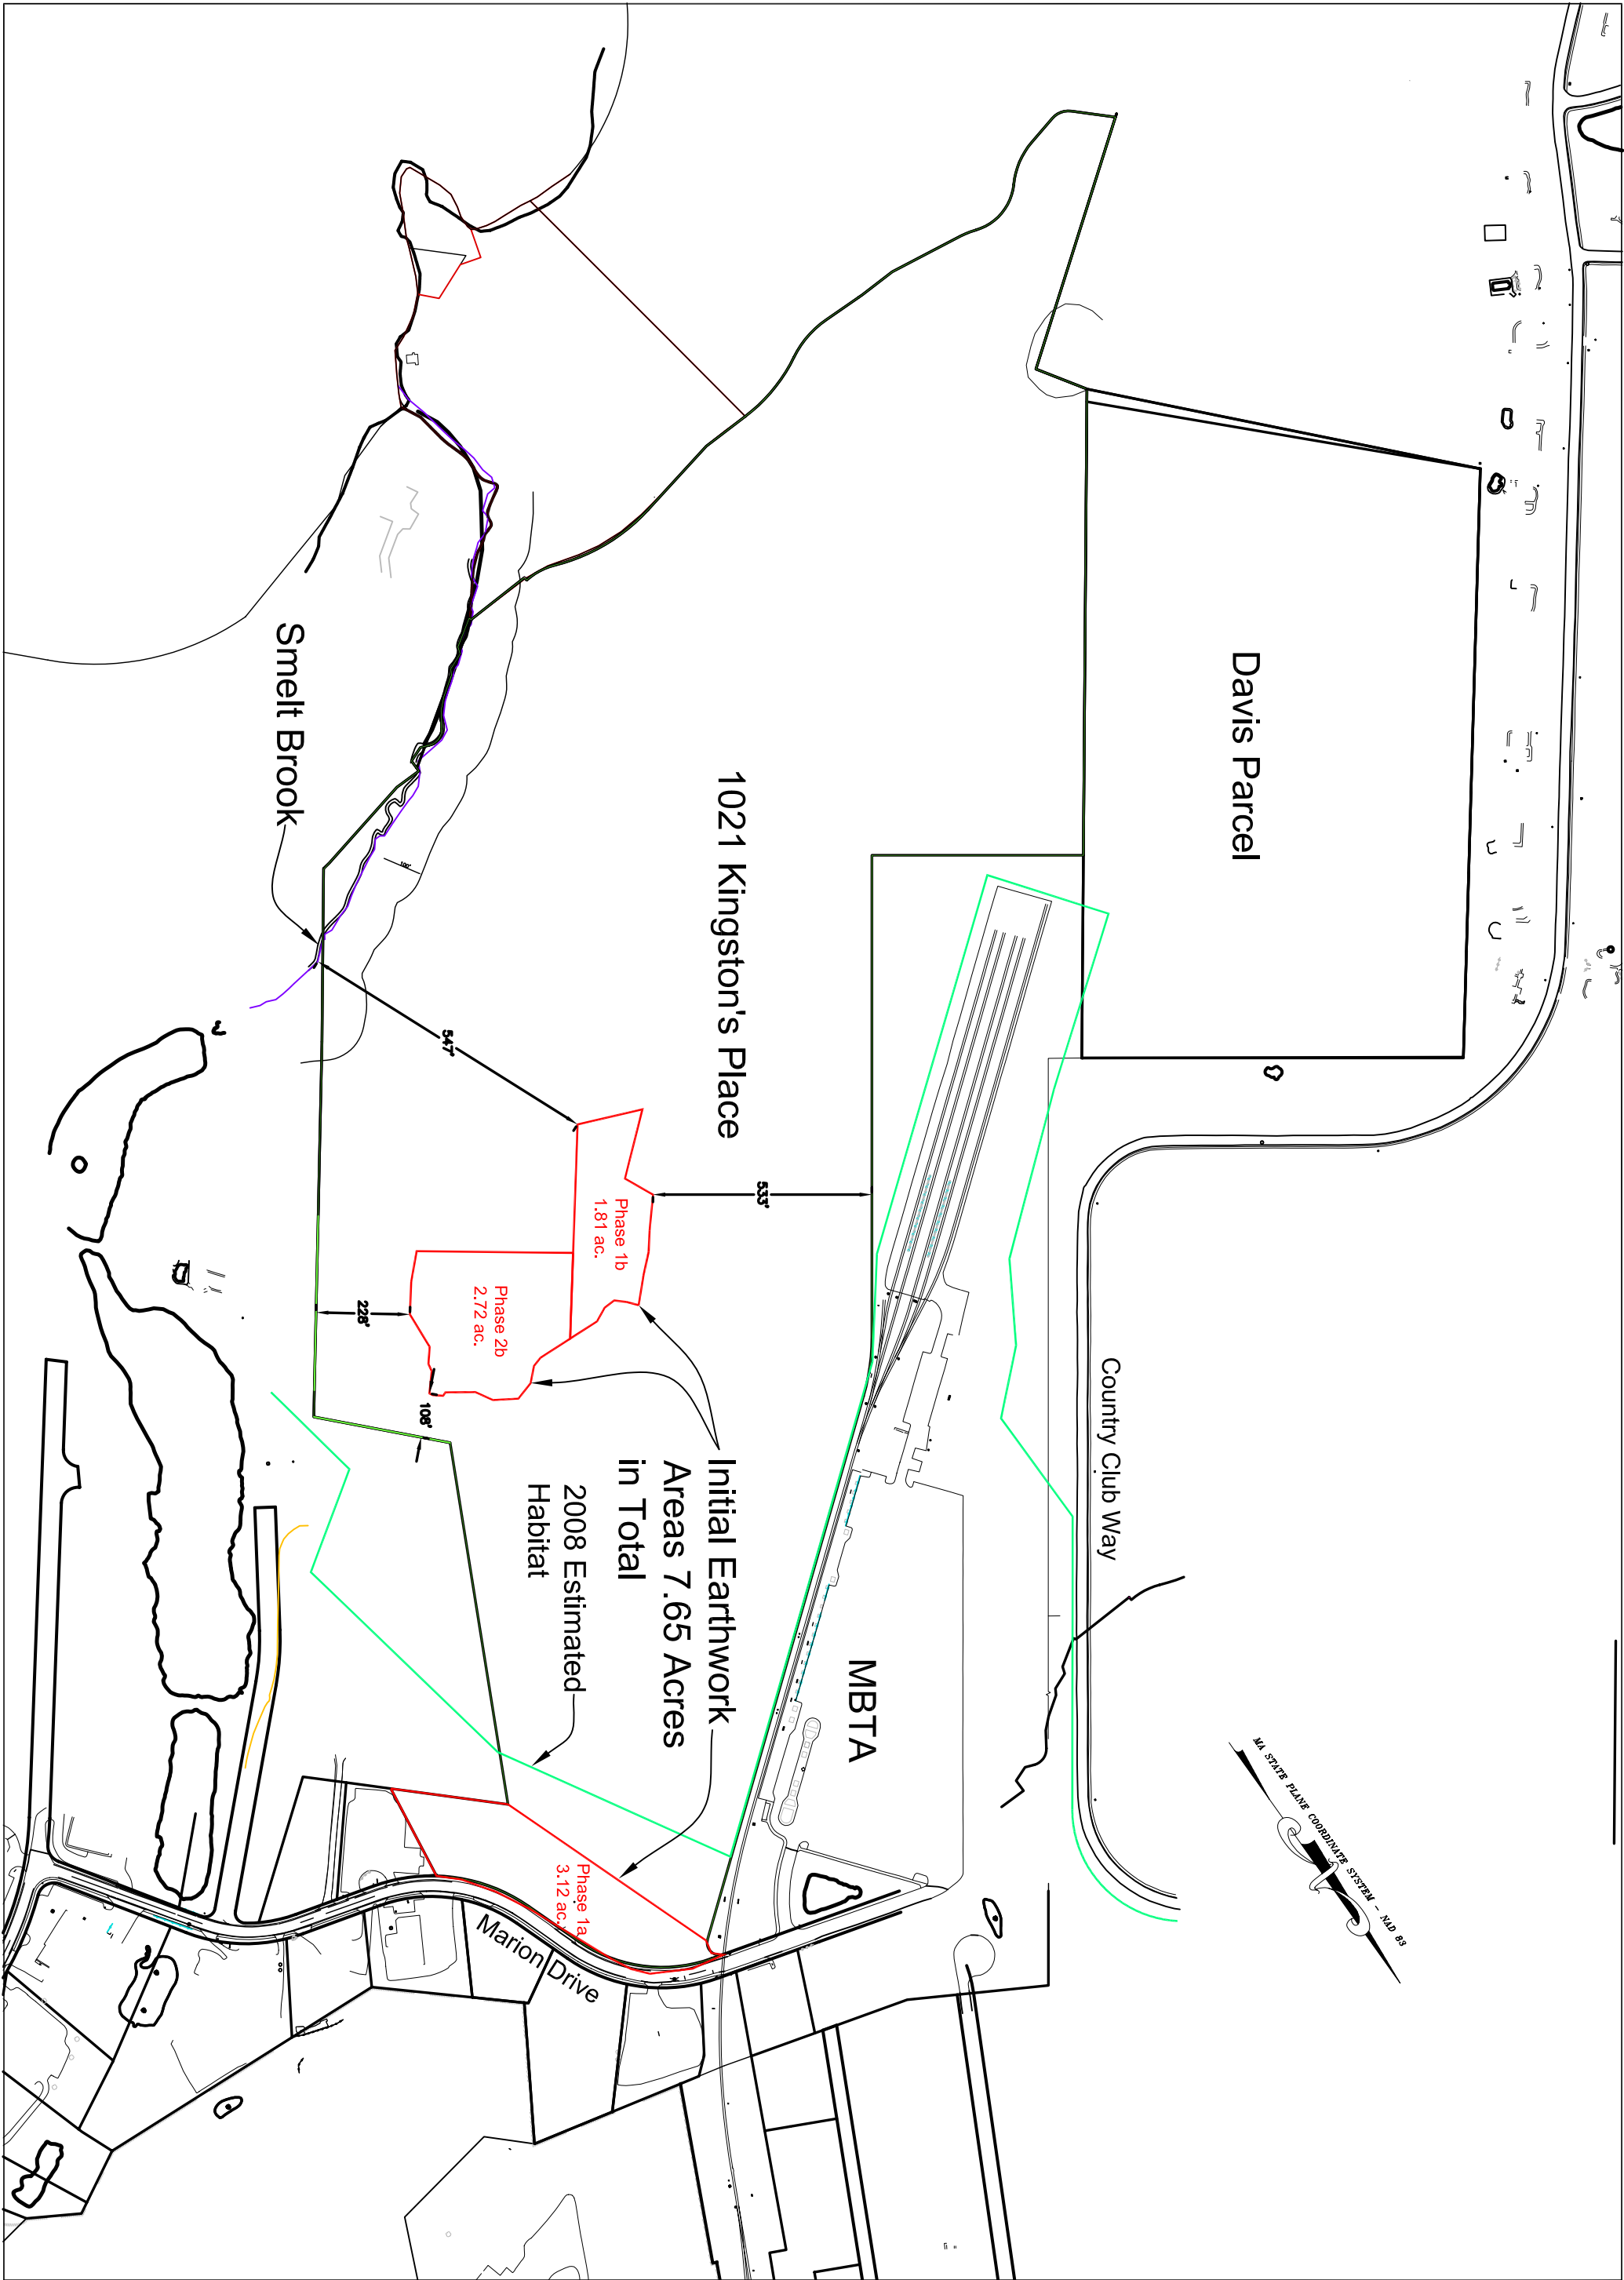 Davis Parcel
Smelt Brook
1021 Kingston's Place
100'
547'
533'
Phase 1b
1.81 ac.
Phase 2b
2.72 ac.
228'
108'
Country Club Way
Initial Earthwork
Areas 7.65 Acres
in Total
2008 Estimated
Habitat
MBTA
MA STATE PLANE COORDINATE SYSTEM - NAD 83
Phase 1a
3.12 ac.
Marion Drive